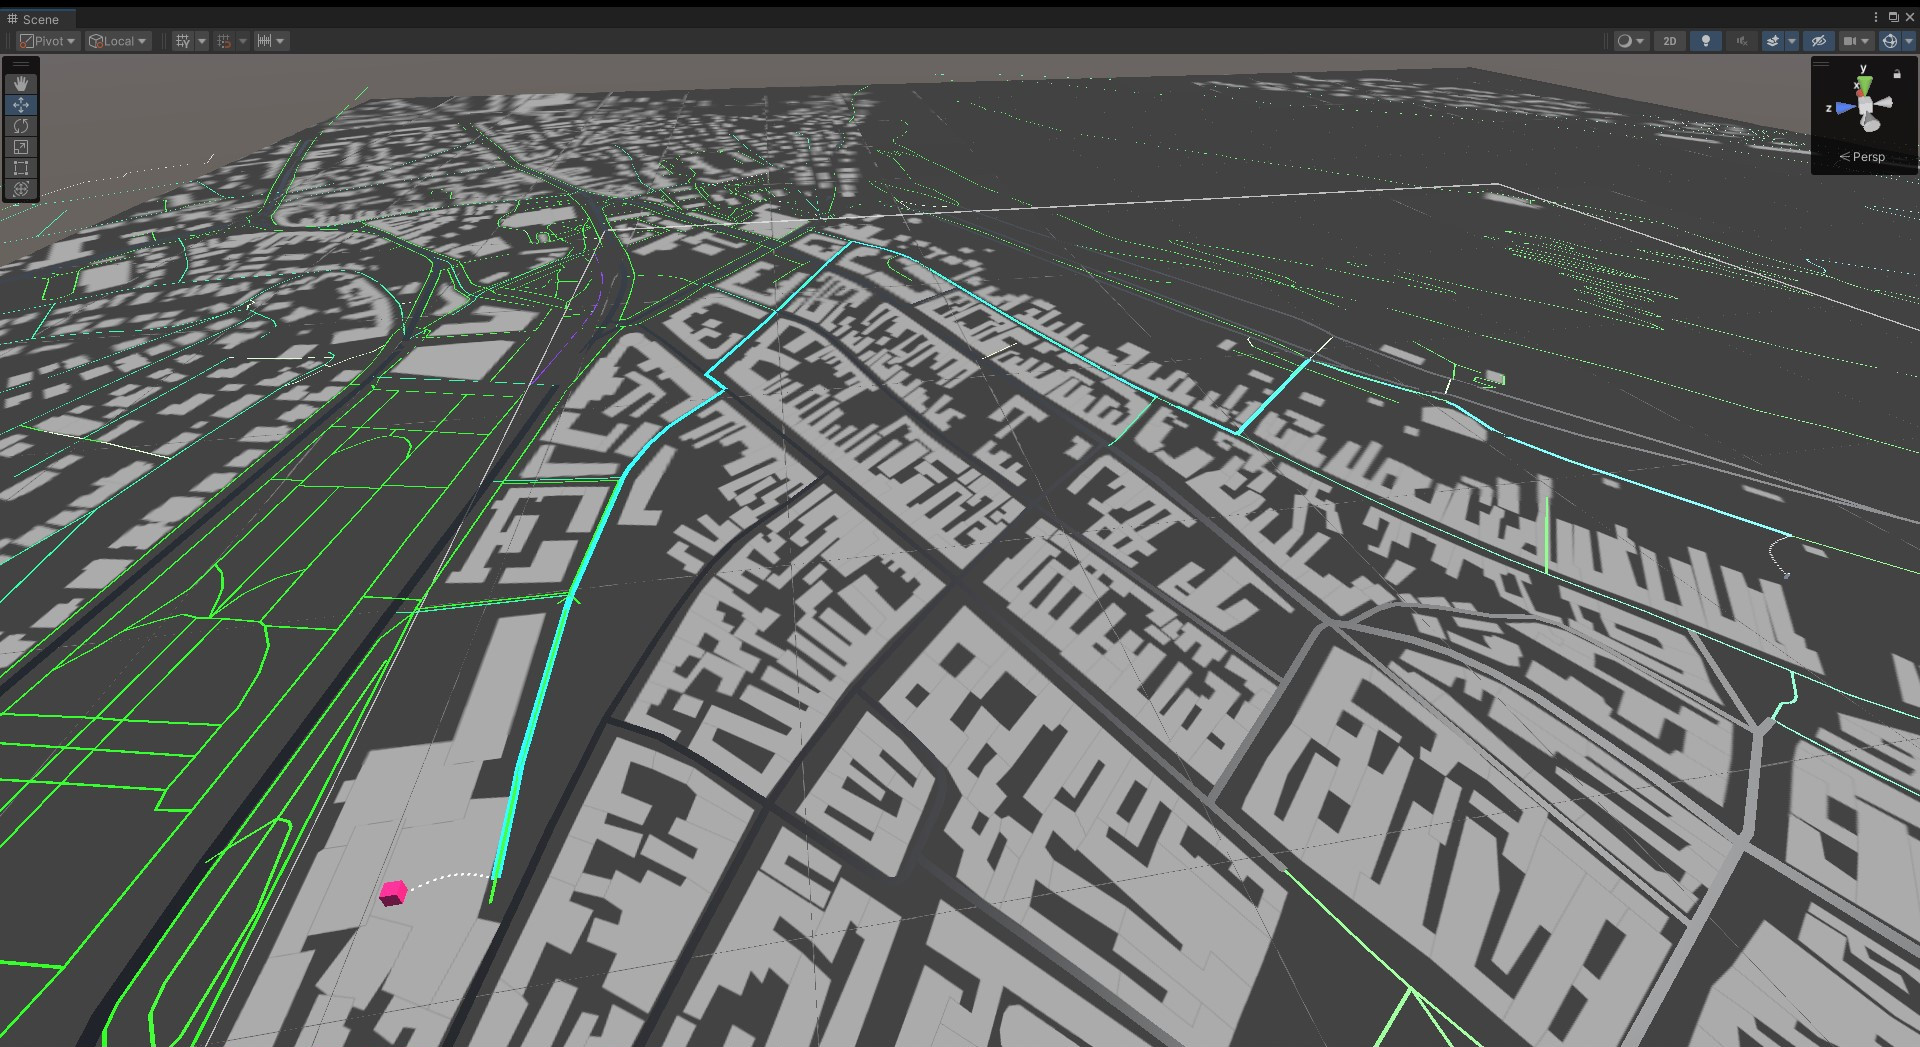 Scene
Pivot Local 2D
y
x
z
Persp